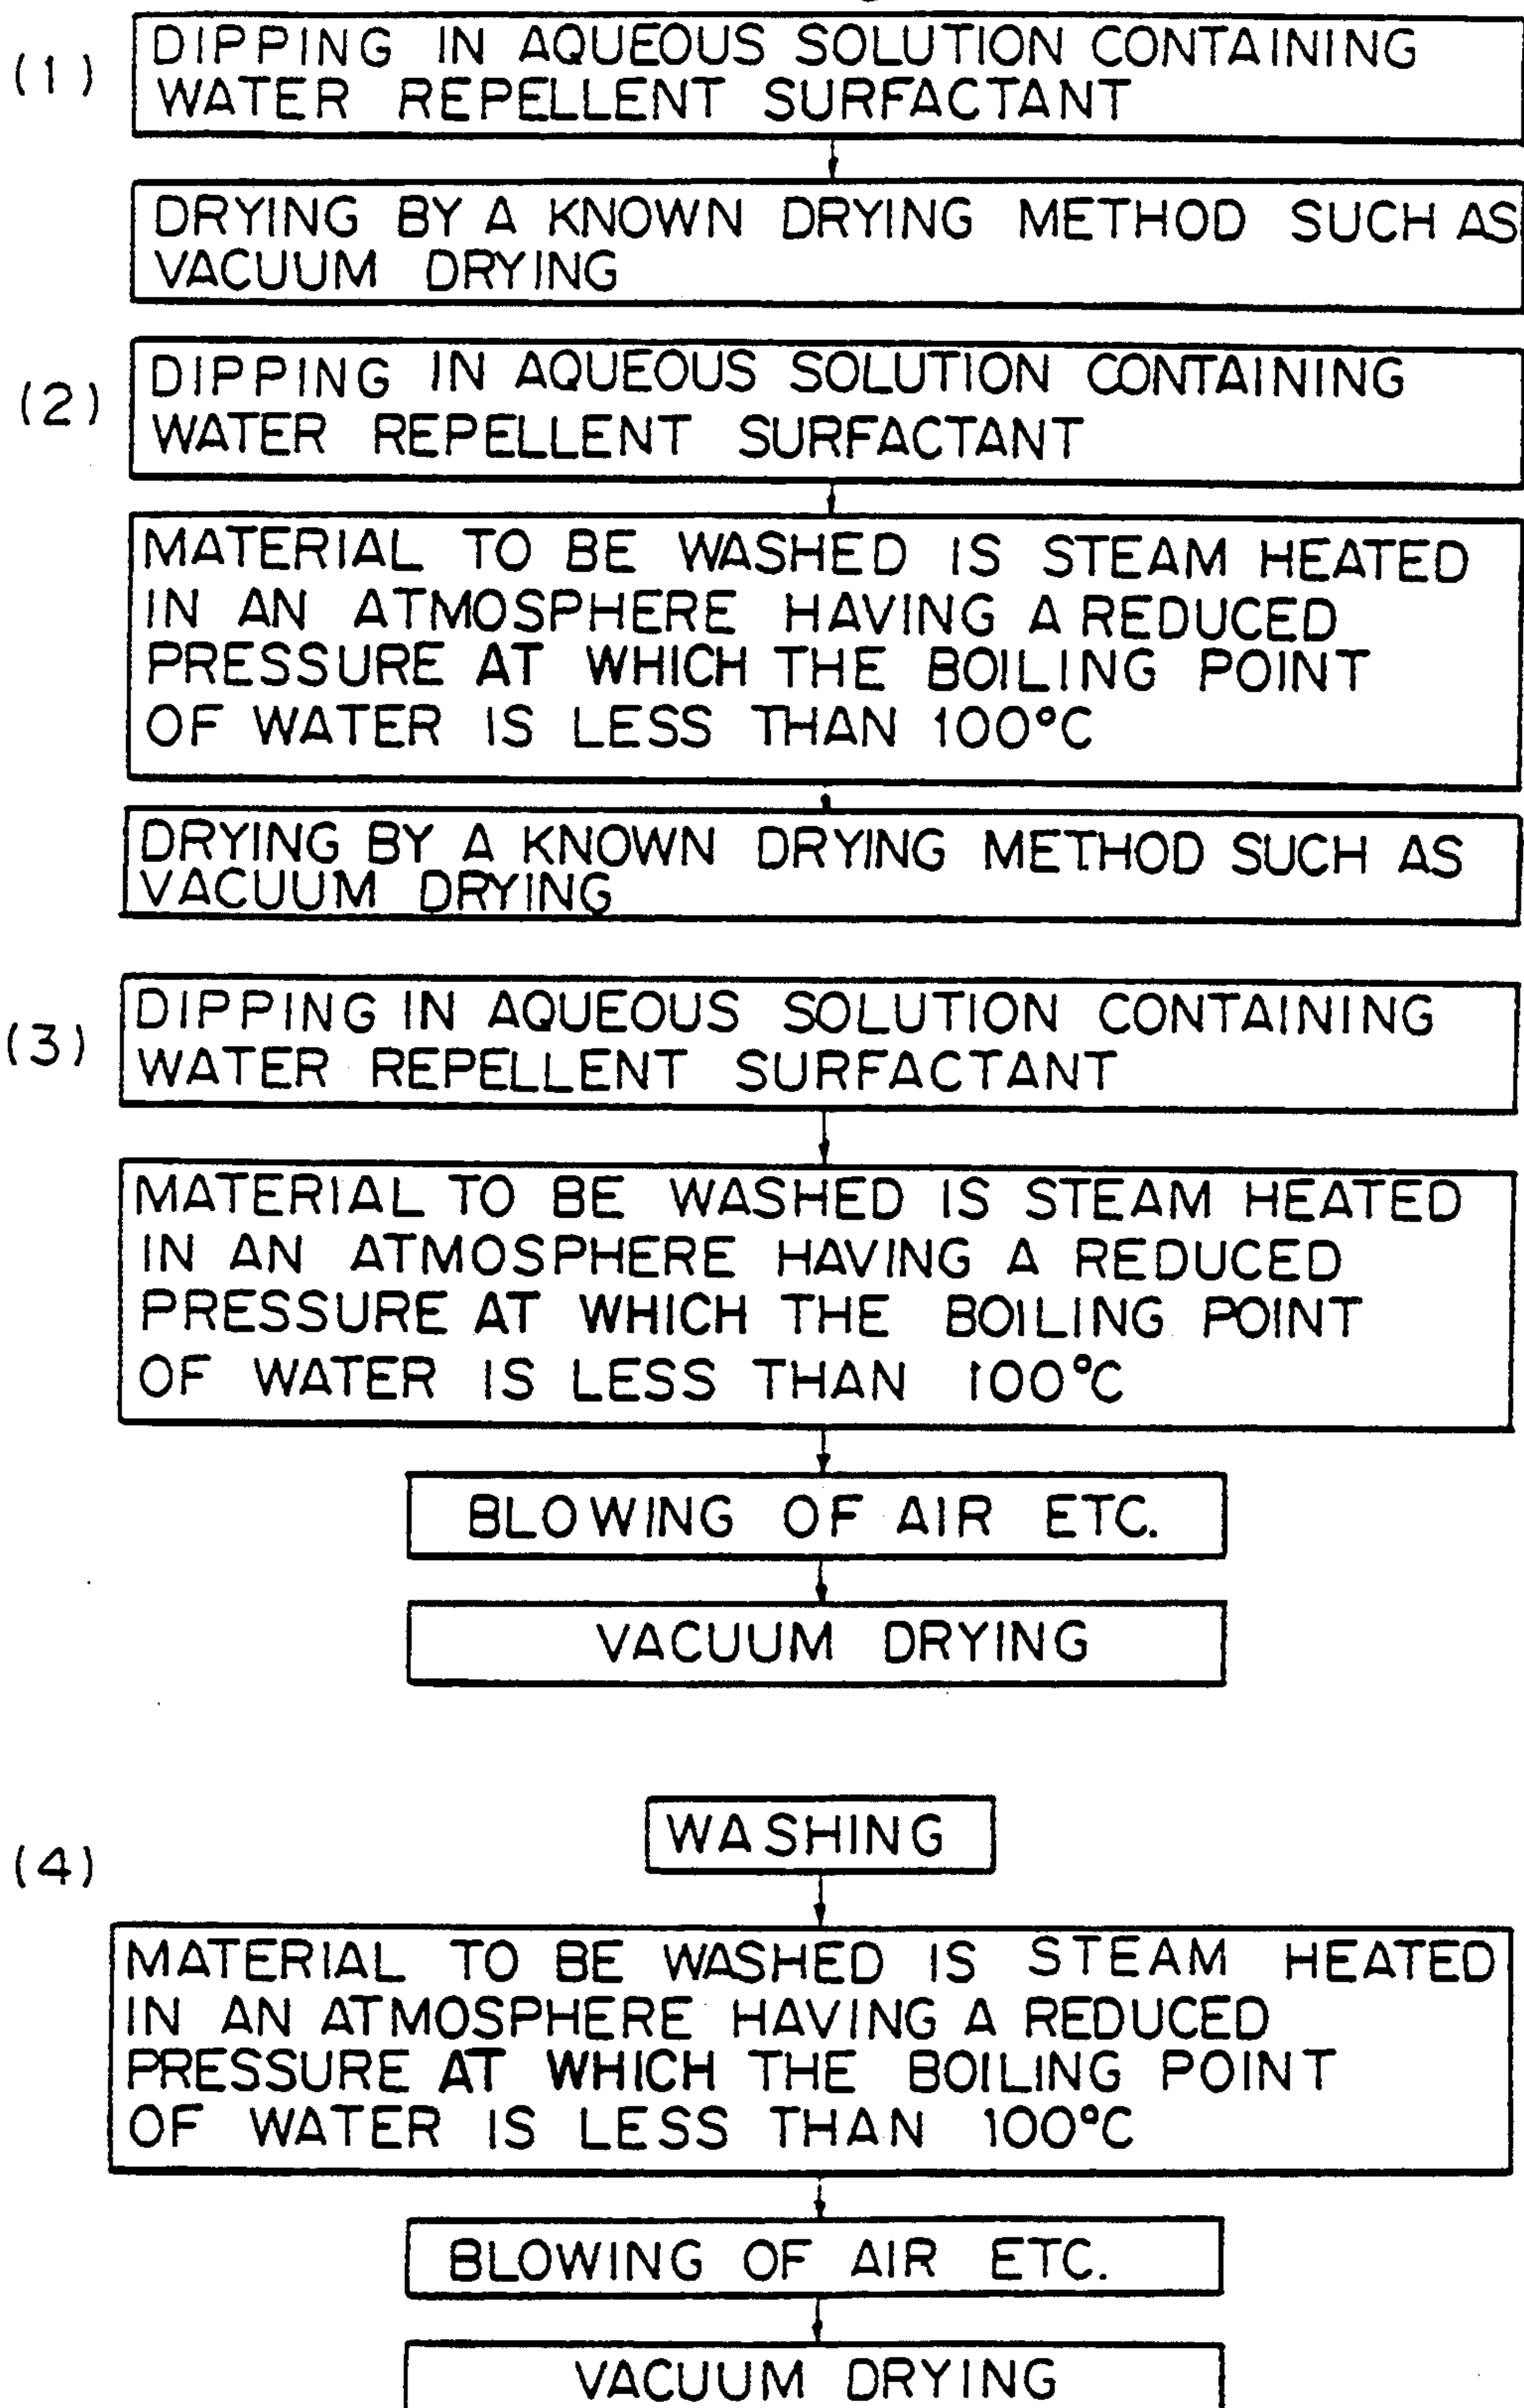 (1)
DIPPING IN AQUEOUS SOLUTION CONTAINING
WATER REPELLENT SURFACTANT
DRYING BY A KNOWN DRYING METHOD SUCH AS
VACUUM DRYING
(2)
DIPPING IN AQUEOUS SOLUTION CONTAINING
WATER REPELLENT SURFACTANT
MATERIAL TO BE WASHED IS STEAM HEATED
IN AN ATMOSPHERE HAVING A REDUCED
PRESSURE AT WHICH THE BOILING POINT
OF WATER IS LESS THAN 100°C
DRYING BY A KNOWN DRYING METHOD SUCH AS
VACUUM DRYING
(3)
DIPPING IN AQUEOUS SOLUTION CONTAINING
WATER REPELLENT SURFACTANT
MATERIAL TO BE WASHED IS STEAM HEATED
IN AN ATMOSPHERE HAVING A REDUCED
PRESSURE AT WHICH THE BOILING POINT
OF WATER IS LESS THAN 100°C
BLOWING OF AIR ETC.
VACUUM DRYING
(4)
WASHING
MATERIAL TO BE WASHED IS STEAM HEATED
IN AN ATMOSPHERE HAVING A REDUCED
PRESSURE AT WHICH THE BOILING POINT
OF WATER IS LESS THAN 100°C
BLOWING OF AIR ETC.
VACUUM DRYING